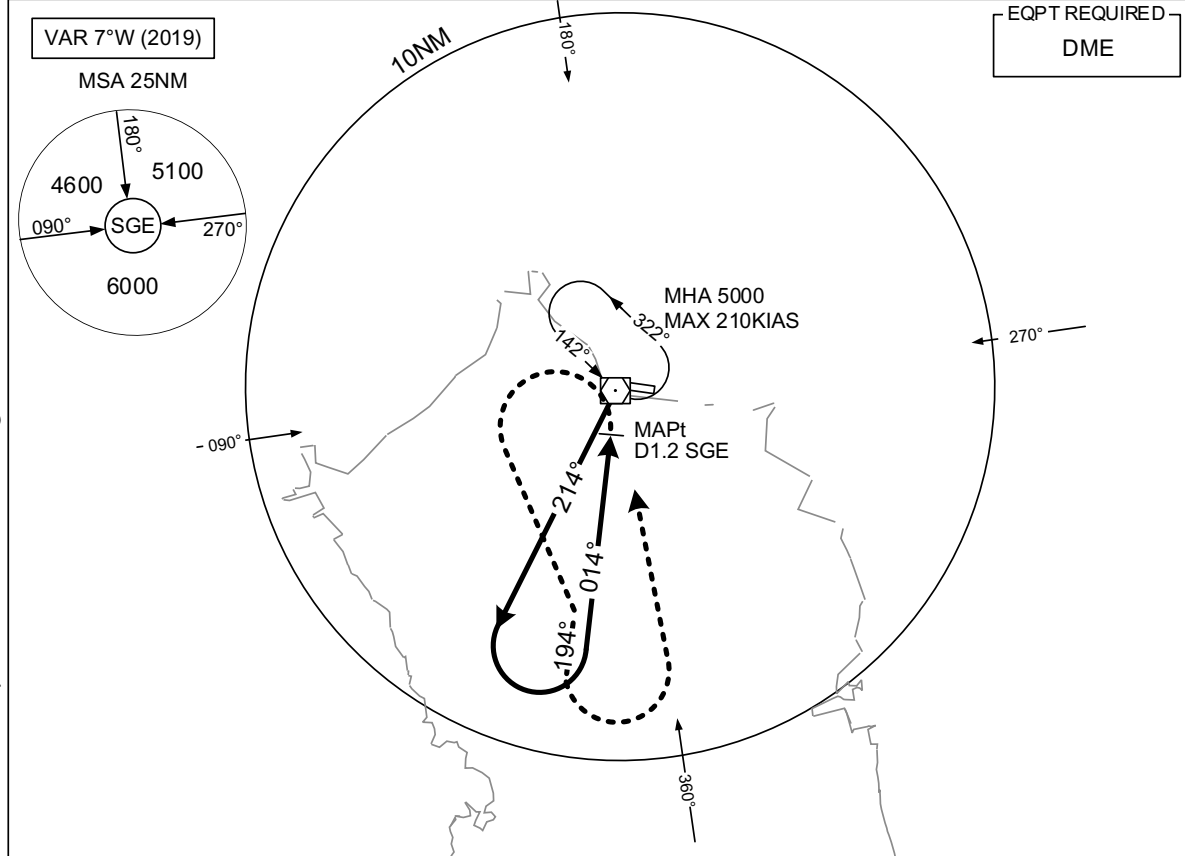 VAR 7°W (2019)
MSA 25NM
180°
4600
5100
090°
SGE
270°
6000
10NM
180°
EQPT REQUIRED
DME
MHA 5000
MAX 210KIAS
322°
142°
270°
090°
MAPt
D1.2 SGE
214°
014°
194°
360°